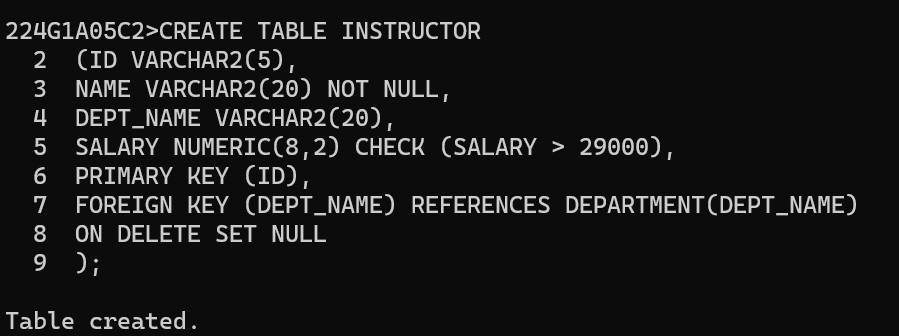 224G1A05C2>CREATE TABLE INSTRUCTOR
2 (ID VARCHAR2(5),
3 NAME VARCHAR2(20) NOT NULL,
4 DEPT_NAME VARCHAR2(20),
5 SALARY NUMERIC(8,2) CHECK (SALARY > 29000),
6 PRIMARY KEY (ID),
7 FOREIGN KEY (DEPT_NAME) REFERENCES DEPARTMENT(DEPT_NAME)
8 ON DELETE SET NULL
9 );
Table created.